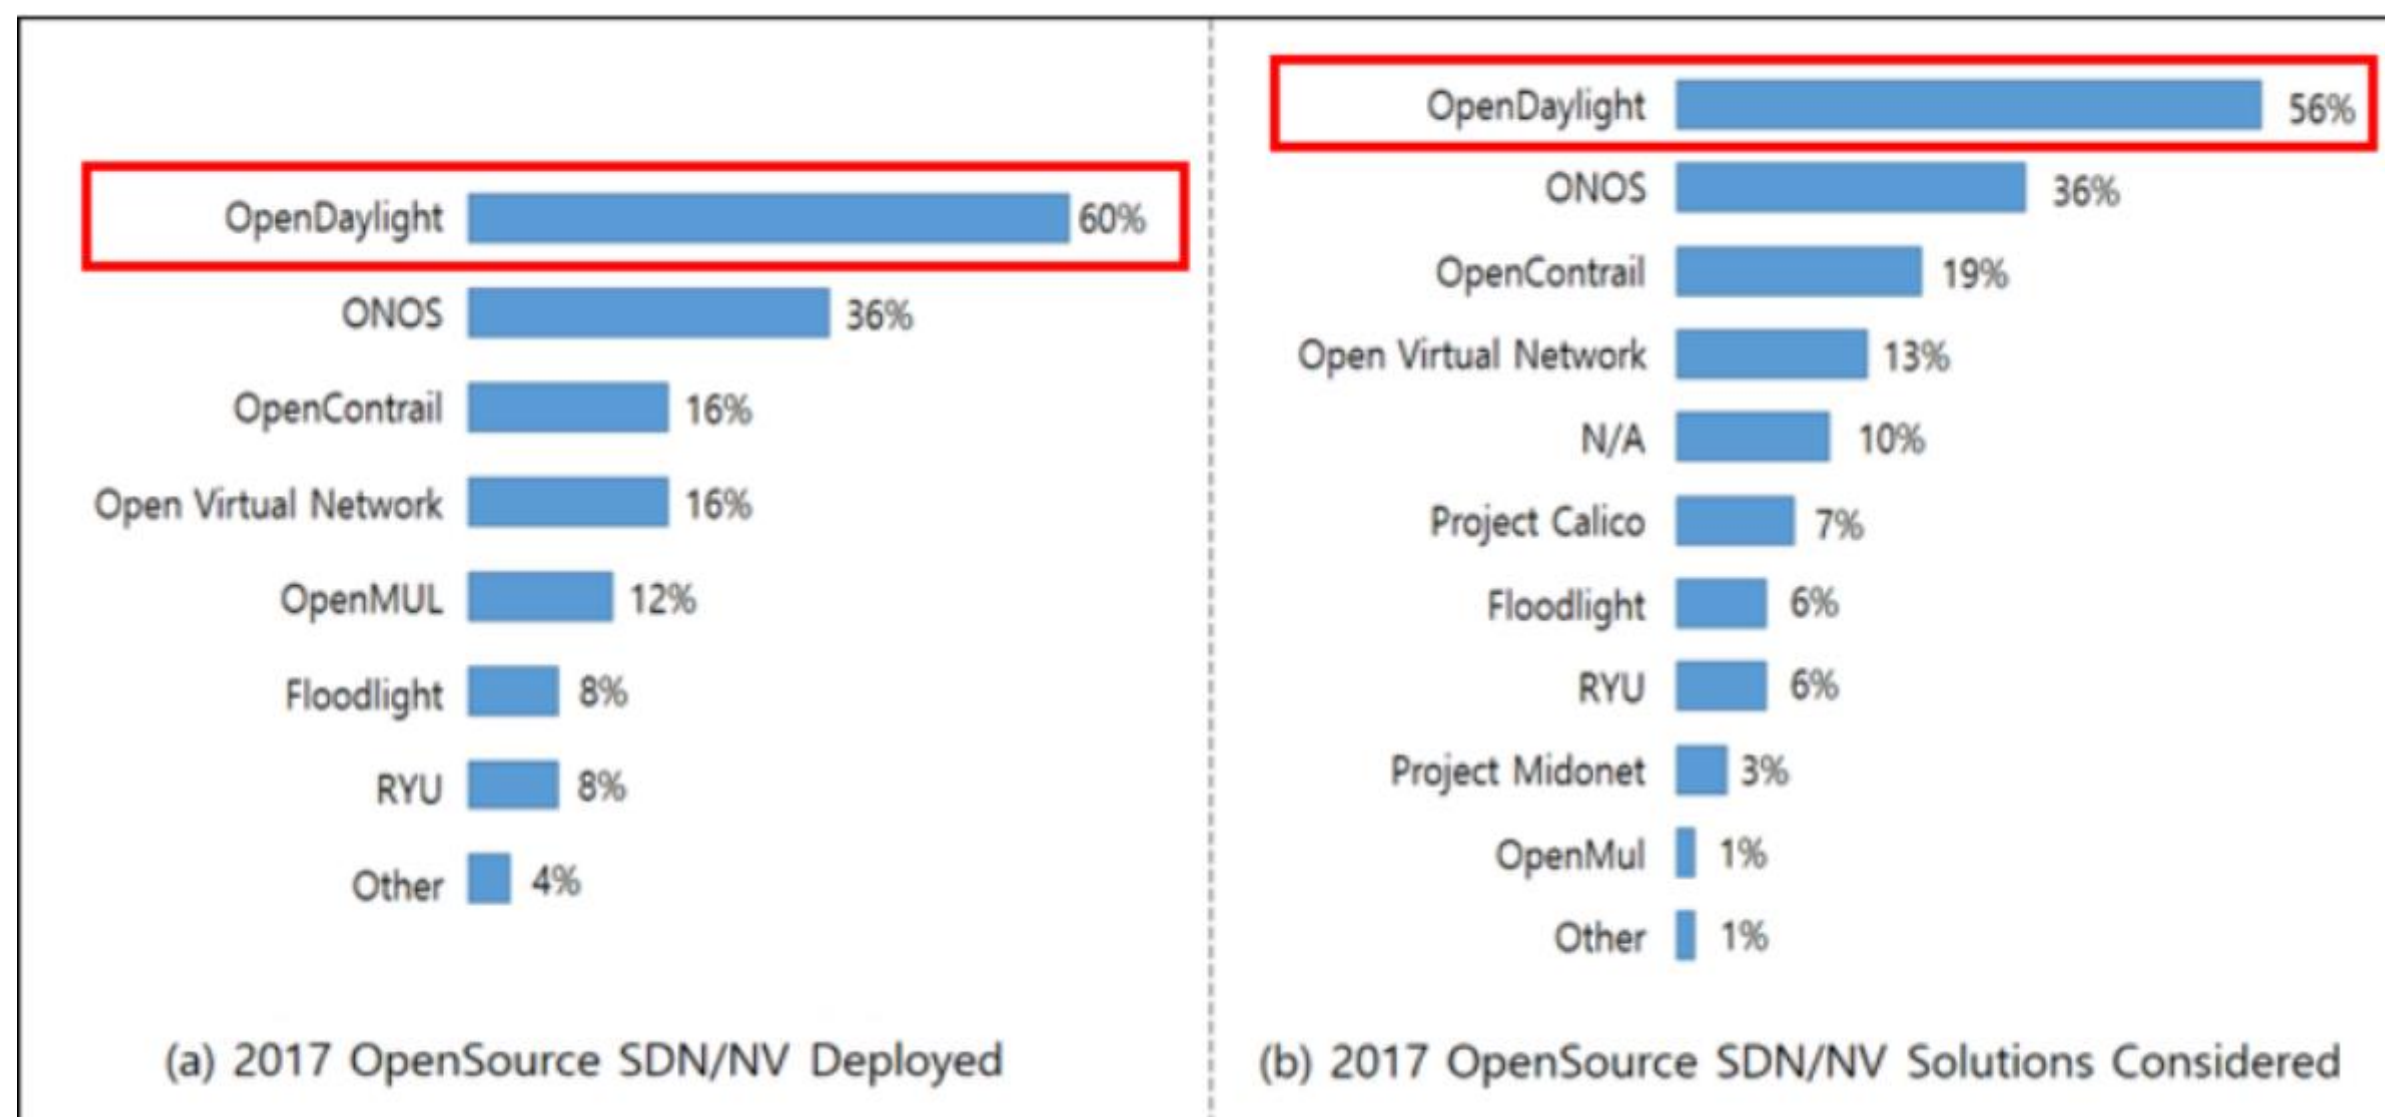 OpenDaylight 60%
ONOS 36%
OpenContrail 16%
Open Virtual Network 16%
OpenMUL 12%
Floodlight 8%
RYU 8%
Other 4%
(a) 2017 OpenSource SDN/NV Deployed
OpenDaylight 56%
ONOS 36%
OpenContrail 19%
Open Virtual Network 13%
N/A 10%
Project Calico 7%
Floodlight 6%
RYU 6%
Project Midonet 3%
OpenMul 1%
Other 1%
(b) 2017 OpenSource SDN/NV Solutions Considered